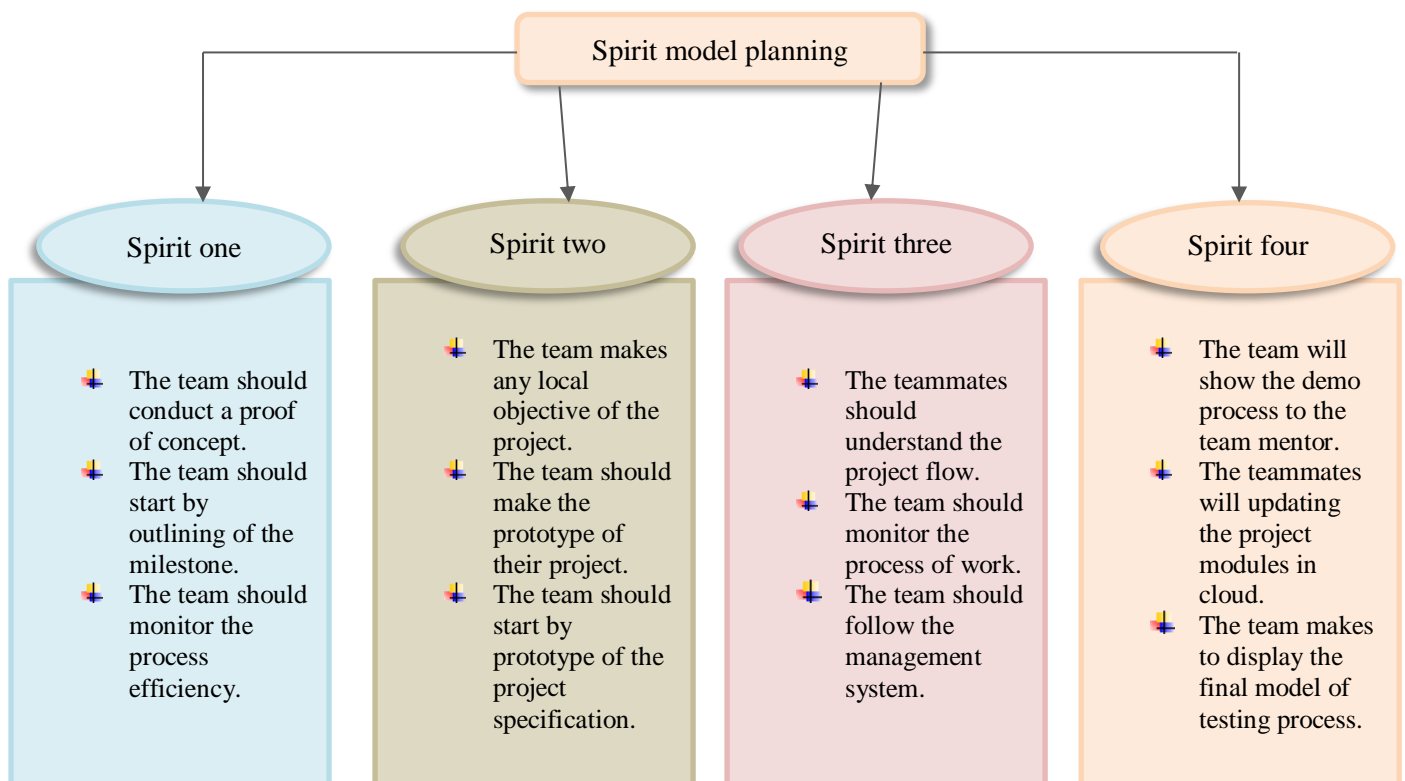 Spirit model planning
Spirit one
The team should
conduct a proof
of concept.
The team should
start by
outlining of the
milestone.
The team should
monitor the
process
efficiency.
Spirit two
The team makes
any local
objective of the
project.
The team should
make the
prototype of
their project.
The team should
start by
prototype of the
project
specification.
Spirit three
The teammates
should
understand the
project flow.
The team should
monitor the
process of work.
The team should
follow the
management
system.
Spirit four
The team will
show the demo
process to the
team mentor.
The teammates
will updating
the project
modules in
cloud.
The team makes
to display the
final model of
testing process.